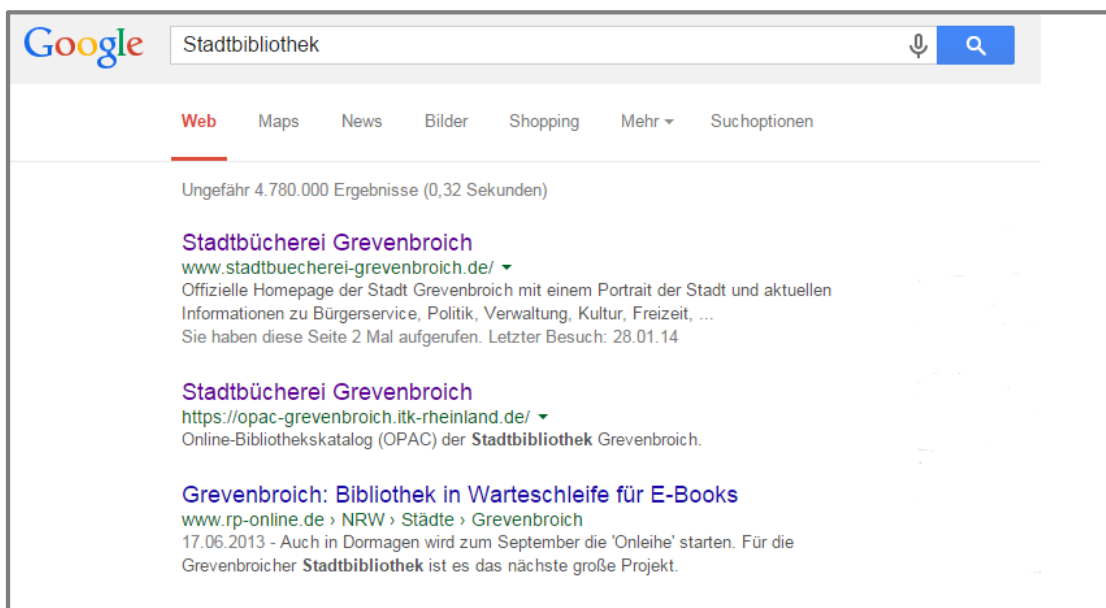 Google Stadtbibliothek
Web Maps News Bilder Shopping Mehr Suchoptionen
Ungefähr 4.780.000 Ergebnisse (0,32 Sekunden)
Stadtbücherei Grevenbroich
www.stadtbuecherei-grevenbroich.de/
Offizielle Homepage der Stadt Grevenbroich mit einem Portrait der Stadt und aktuellen
Informationen zu Bürgerservice, Politik, Verwaltung, Kultur, Freizeit, ...
Sie haben diese Seite 2 Mal aufgerufen. Letzter Besuch: 28.01.14
Stadtbücherei Grevenbroich
https://opac-grevenbroich.itk-rheinland.de/
Online-Bibliothekskatalog (OPAC) der Stadtbibliothek Grevenbroich.
Grevenbroich: Bibliothek in Warteschleife für E-Books
www.rp-online.de › NRW › Städte › Grevenbroich
17.06.2013 - Auch in Dormagen wird zum September die 'Onleihe' starten. Für die
Grevenbroicher Stadtbibliothek ist es das nächste große Projekt.